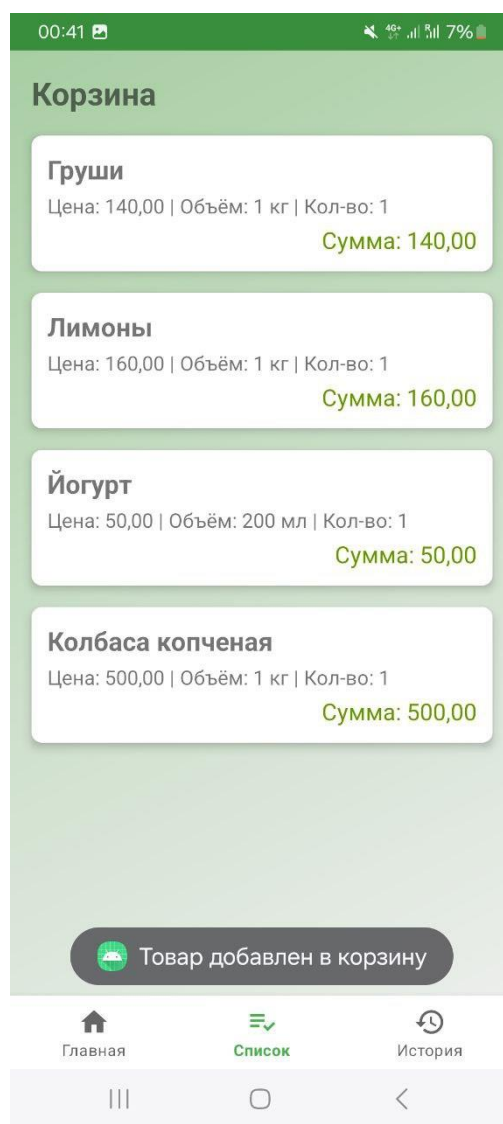 00:41 4G+ R 7%
Корзина
Груши
Цена: 140,00 | Объём: 1 кг | Кол-во: 1
Сумма: 140,00
Лимоны
Цена: 160,00 | Объём: 1 кг | Кол-во: 1
Сумма: 160,00
Йогурт
Цена: 50,00 | Объём: 200 мл | Кол-во: 1
Сумма: 50,00
Колбаса копченая
Цена: 500,00 | Объём: 1 кг | Кол-во: 1
Сумма: 500,00
Товар добавлен в корзину
Главная Список История